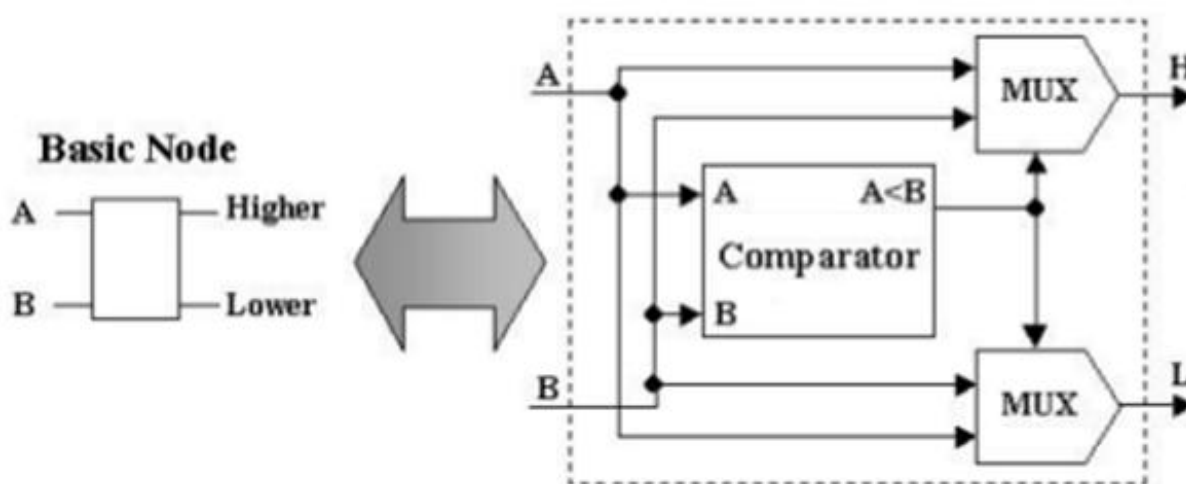 Basic Node
A
Higher
B
Lower
A
B
A
A<B
Comparator
B
MUX
H
MUX
L